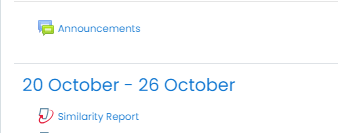 Announcements
20 October - 26 October
Similarity Report